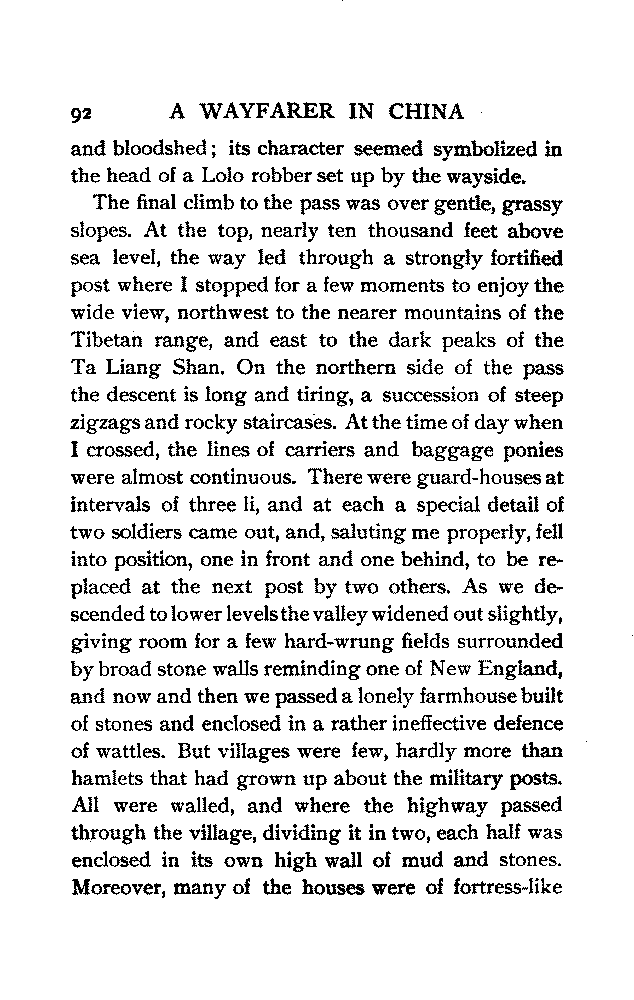 92 A WAYFARER IN CHINA
and bloodshed; its character seemed symbolized in
the head of a Lolo robber set up by the wayside.
The final climb to the pass was over gentle, grassy
slopes. At the top, nearly ten thousand feet above
sea level, the way led through a strongly fortified
post where I stopped for a few moments to enjoy the
wide view, northwest to the nearer mountains of the
Tibetan range, and east to the dark peaks of the
Ta Liang Shan. On the northern side of the pass
the descent is long and tiring, a succession of steep
zigzags and rocky staircases. At the time of day when
I crossed, the lines of carriers and baggage ponies
were almost continuous. There were guard-houses at
intervals of three li, and at each a special detail of
two soldiers came out, and, saluting me properly, fell
into position, one in front and one behind, to be re-
placed at the next post by two others. As we de-
scended to lower levels the valley widened out slightly,
giving room for a few hard-wrung fields surrounded
by broad stone walls reminding one of New England,
and now and then we passed a lonely farmhouse built
of stones and enclosed in a rather ineffective defence
of wattles. But villages were few, hardly more than
hamlets that had grown up about the military posts.
All were walled, and where the highway passed
through the village, dividing it in two, each half was
enclosed in its own high wall of mud and stones.
Moreover, many of the houses were of fortress-like